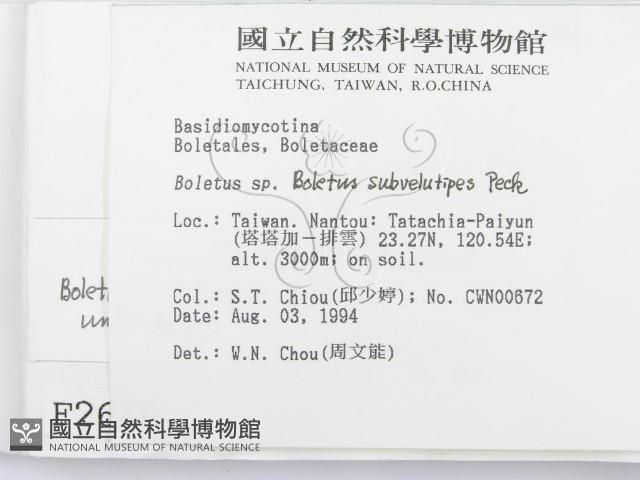 國立自然科學博物館
NATIONAL MUSEUM OF NATURAL SCIENCE
TAICHUNG, TAIWAN, R.O.CHINA
Basidiomycotina
Boletales, Boletaceae
Boletus sp. Boletus subvelutipes Peck
Loc.: Taiwan. Nantou: Tatachia-Paiyun
(塔塔加－排雲) 23.27N, 120.54E;
alt. 3000m; on soil.
Col.: S.T. Chiou(邱少婷); No. CWN00672
Date: Aug. 03, 1994
Det.: W.N. Chou(周文能)
Bolet
un
F26
國立自然科學博物館
NATIONAL MUSEUM OF NATURAL SCIENCE